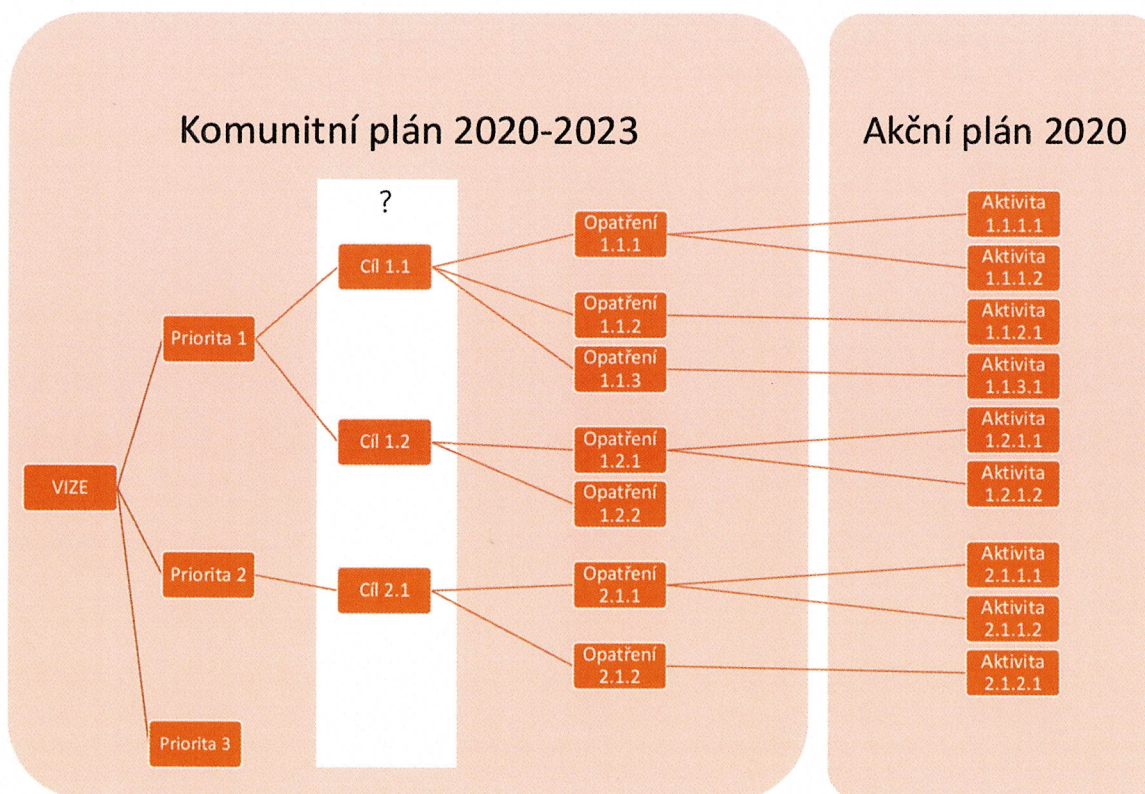 Komunitní plán 2020-2023
Akční plán 2020
?
VIZE
Priorita 1
Priorita 2
Priorita 3
Cíl 1.1
Cíl 1.2
Cíl 2.1
Opatření
1.1.1
Opatření
1.1.2
Opatření
1.1.3
Opatření
1.2.1
Opatření
1.2.2
Opatření
2.1.1
Opatření
2.1.2
Aktivita
1.1.1.1
Aktivita
1.1.1.2
Aktivita
1.1.2.1
Aktivita
1.1.3.1
Aktivita
1.2.1.1
Aktivita
1.2.1.2
Aktivita
2.1.1.1
Aktivita
2.1.1.2
Aktivita
2.1.2.1